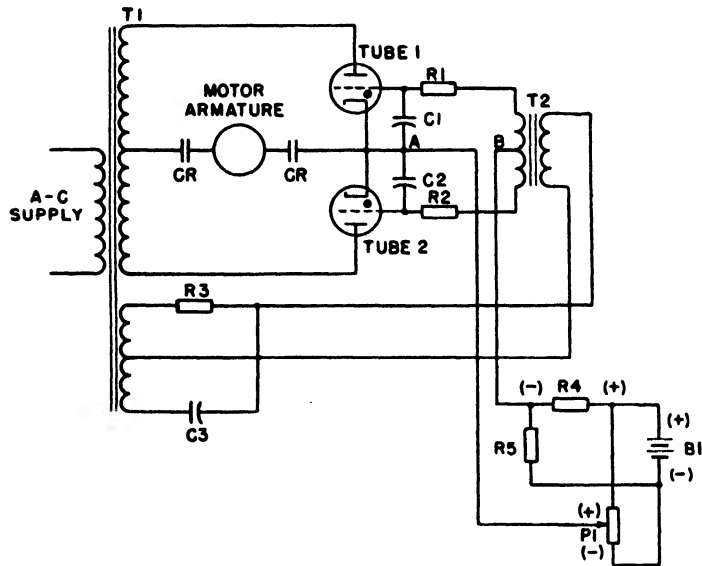 T1
TUBE 1
R1
MOTOR
ARMATURE
T2
C1
CR
CR
A
B
C2
R2
A-C
SUPPLY
TUBE 2
R3
C3
(-) R4 (+)
(+)
R5
B1
(-)
(+)
P1
(-)